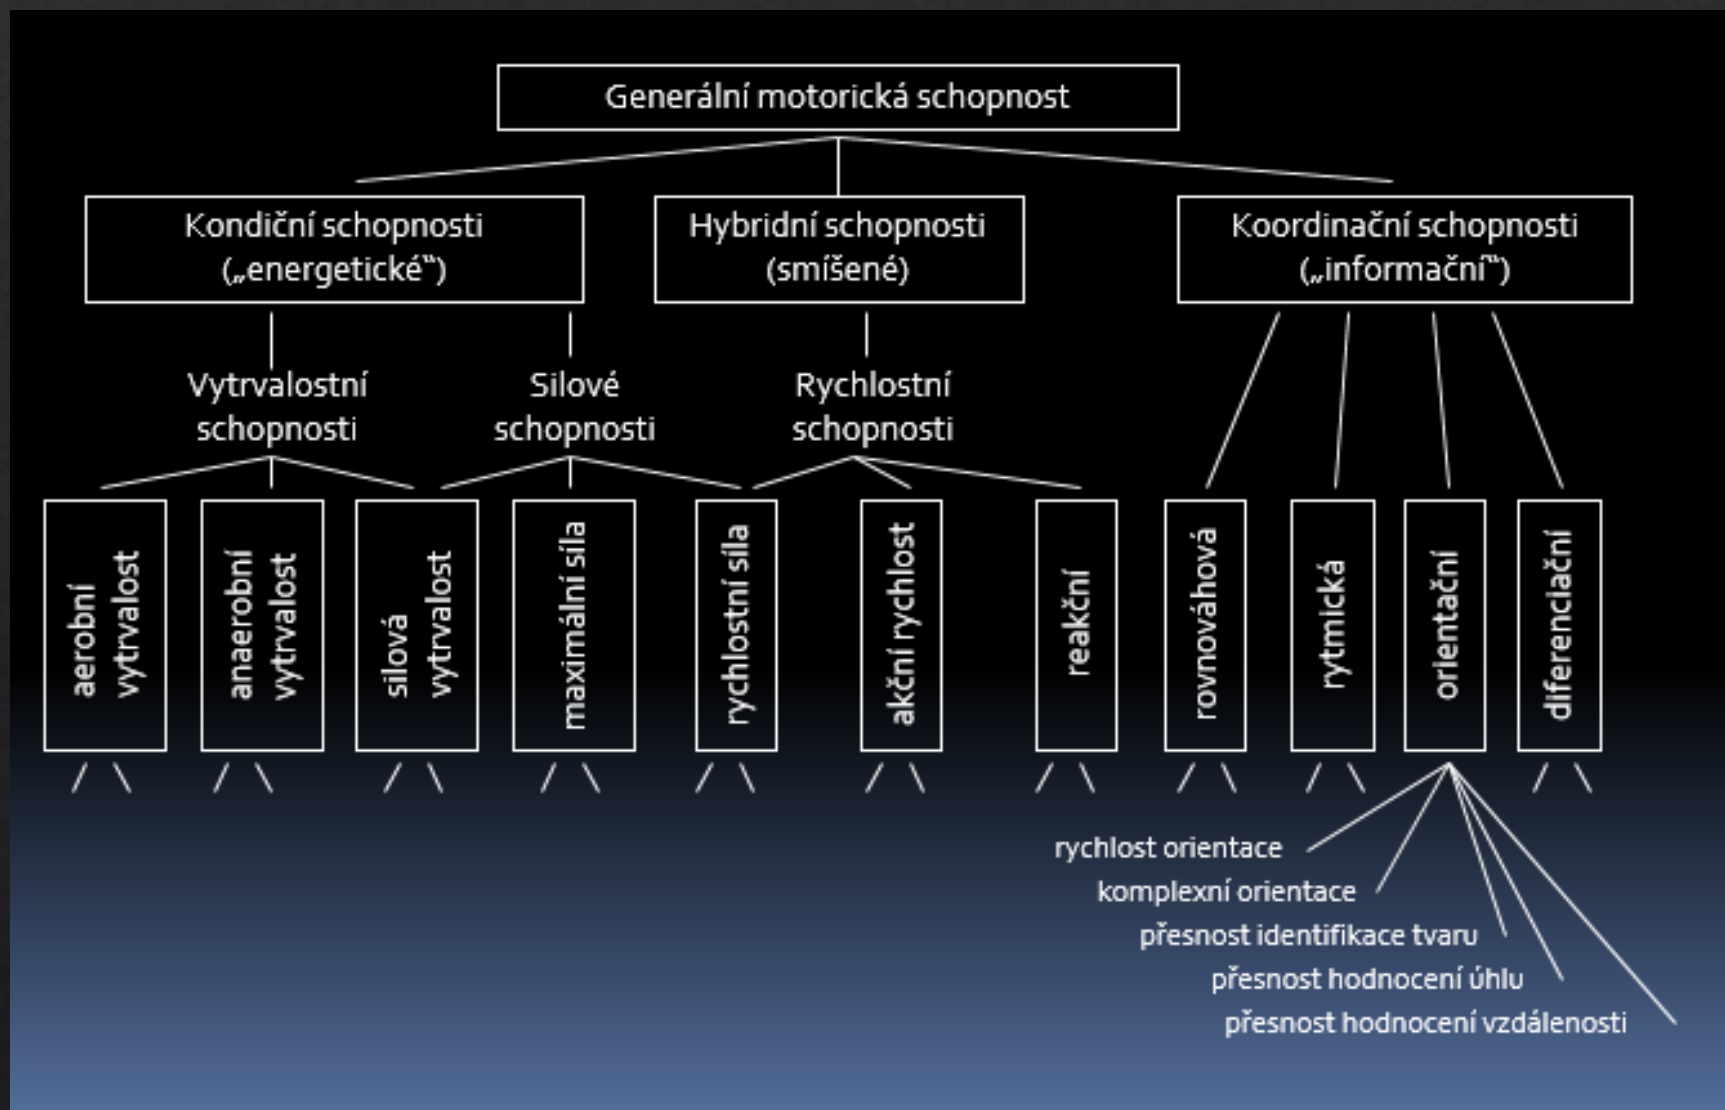 Generální motorická schopnost
Kondiční schopnosti
(„energetické“)
Hybridní schopnosti
(smíšené)
Koordinační schopnosti
(„informační“)
Vytrvalostní
schopnosti
Silové
schopnosti
Rychlostní
schopnosti
aerobní
vytrvalost
anaerobní
vytrvalost
silová
vytrvalost
maximální síla
rychlostní síla
akční rychlost
reakční
rovnováhová
rytmická
orientační
diferenciační
rychlost orientace
komplexní orientace
přesnost identifikace tvaru
přesnost hodnocení úhlu
přesnost hodnocení vzdálenosti